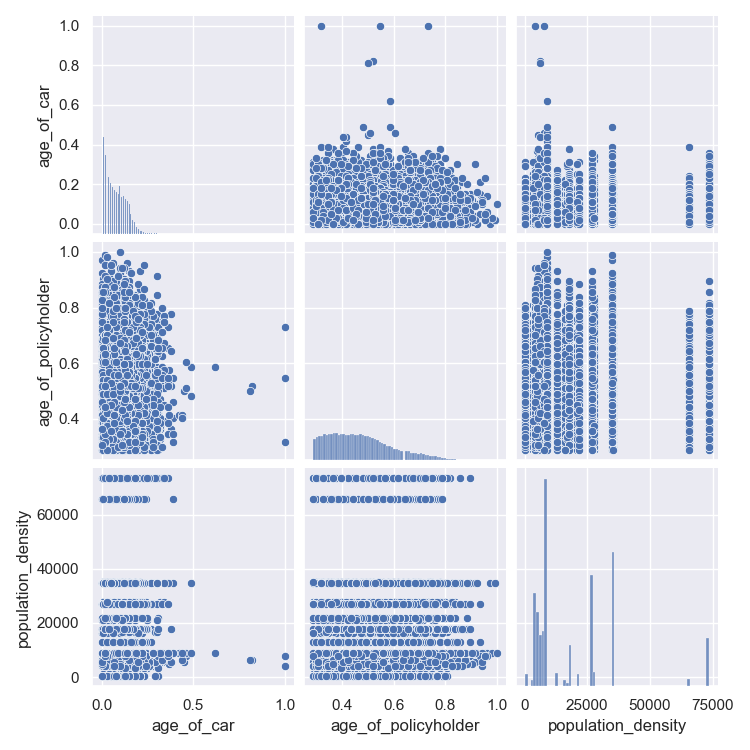 1.0
0.8
0.6
0.4
0.2
0.0
age_of_car
1.0
0.8
0.6
0.4
age_of_policyholder
60000
40000
20000
0
population_density
0.0 0.5 1.0
age_of_car
0.4 0.6 0.8 1.0
age_of_policyholder
0 25000 50000 75000
population_density